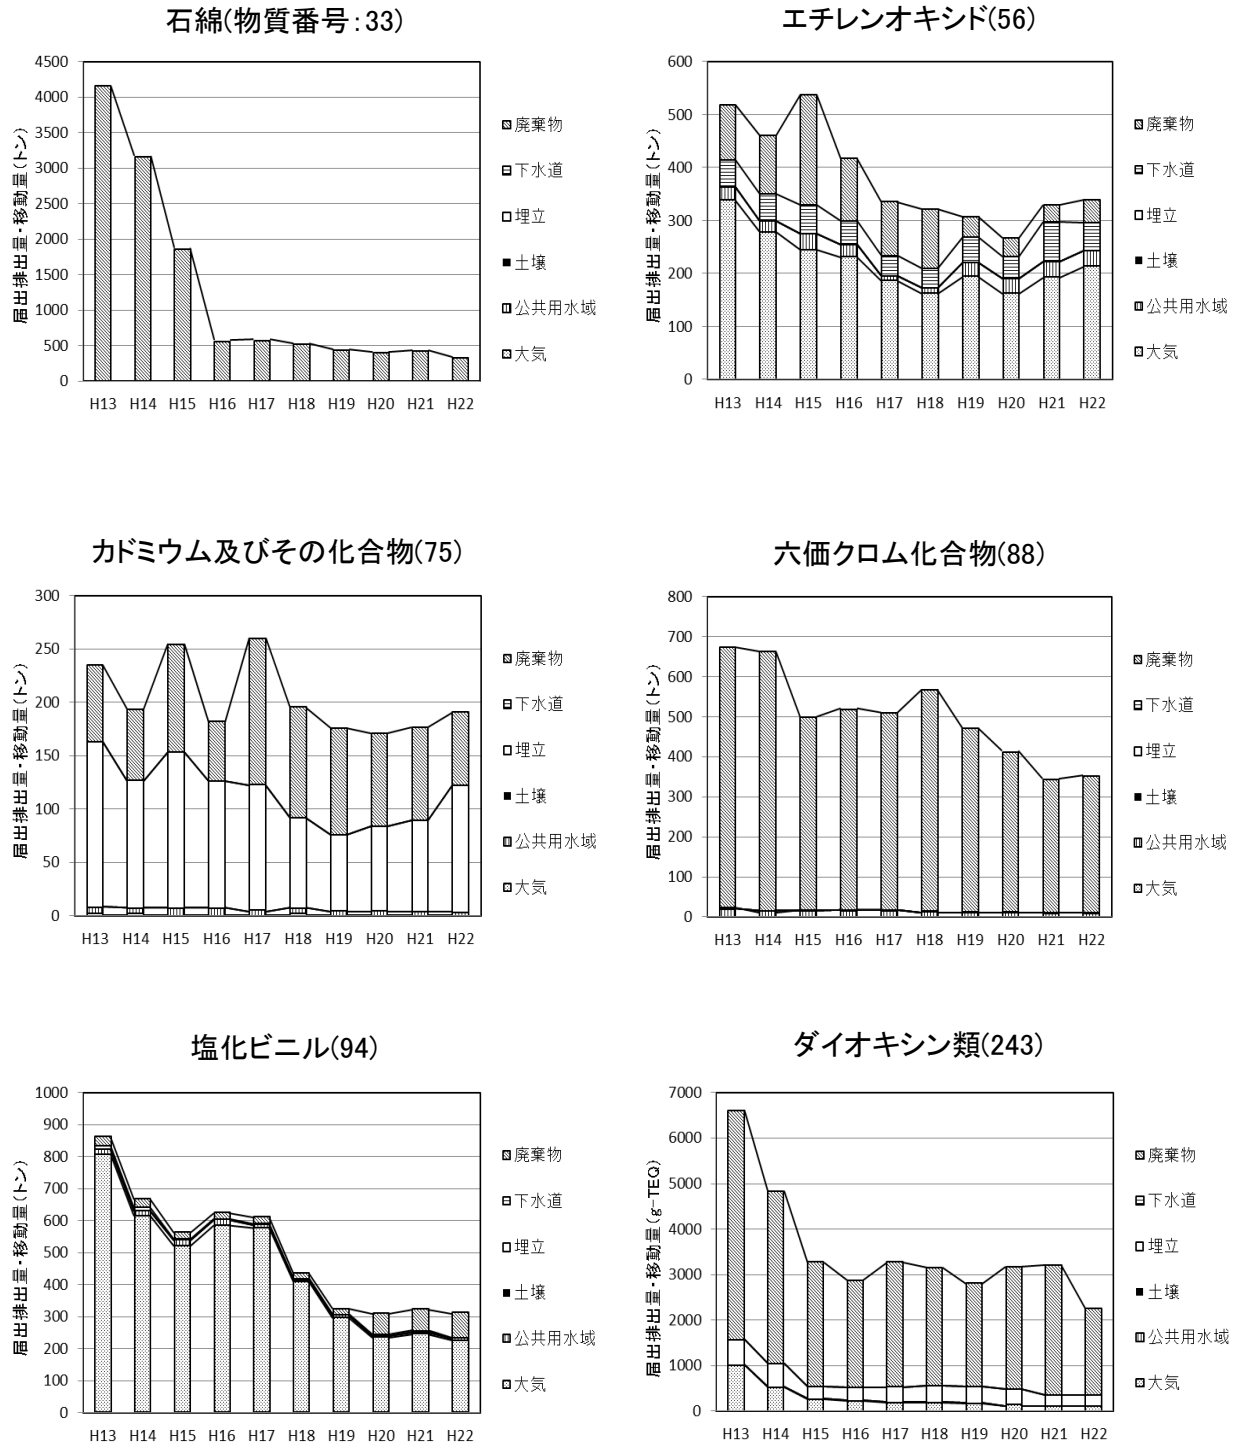 石綿(物質番号:33)
届出排出量・移動量(トン)
4500
4000
3500
3000
2500
2000
1500
1000
500
0
H13 H14 H15 H16 H17 H18 H19 H20 H21 H22
廃棄物
下水道
埋立
土壌
公共用水域
大気
エチレンオキシド(56)
届出排出量・移動量(トン)
600
500
400
300
200
100
0
H13 H14 H15 H16 H17 H18 H19 H20 H21 H22
廃棄物
下水道
埋立
土壌
公共用水域
大気
カドミウム及びその化合物(75)
届出排出量・移動量(トン)
300
250
200
150
100
50
0
H13 H14 H15 H16 H17 H18 H19 H20 H21 H22
廃棄物
下水道
埋立
土壌
公共用水域
大気
六価クロム化合物(88)
届出排出量・移動量(トン)
800
700
600
500
400
300
200
100
0
H13 H14 H15 H16 H17 H18 H19 H20 H21 H22
廃棄物
下水道
埋立
土壌
公共用水域
大気
塩化ビニル(94)
届出排出量・移動量(トン)
1000
900
800
700
600
500
400
300
200
100
0
H13 H14 H15 H16 H17 H18 H19 H20 H21 H22
廃棄物
下水道
埋立
土壌
公共用水域
大気
ダイオキシン類(243)
届出排出量・移動量(g-TEQ)
7000
6000
5000
4000
3000
2000
1000
0
H13 H14 H15 H16 H17 H18 H19 H20 H21 H22
廃棄物
下水道
埋立
土壌
公共用水域
大気